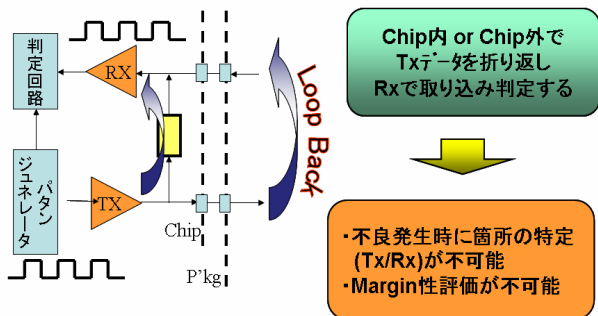 判定回路
RX
パタン
ジュネレータ
TX
Chip
P'kg
Loop Back
Chip内 or Chip外で
Txデータを折り返し
Rxで取り込み判定する
・不良発生時に箇所の特定
(Tx/Rx)が不可能
・Margin性評価が不可能